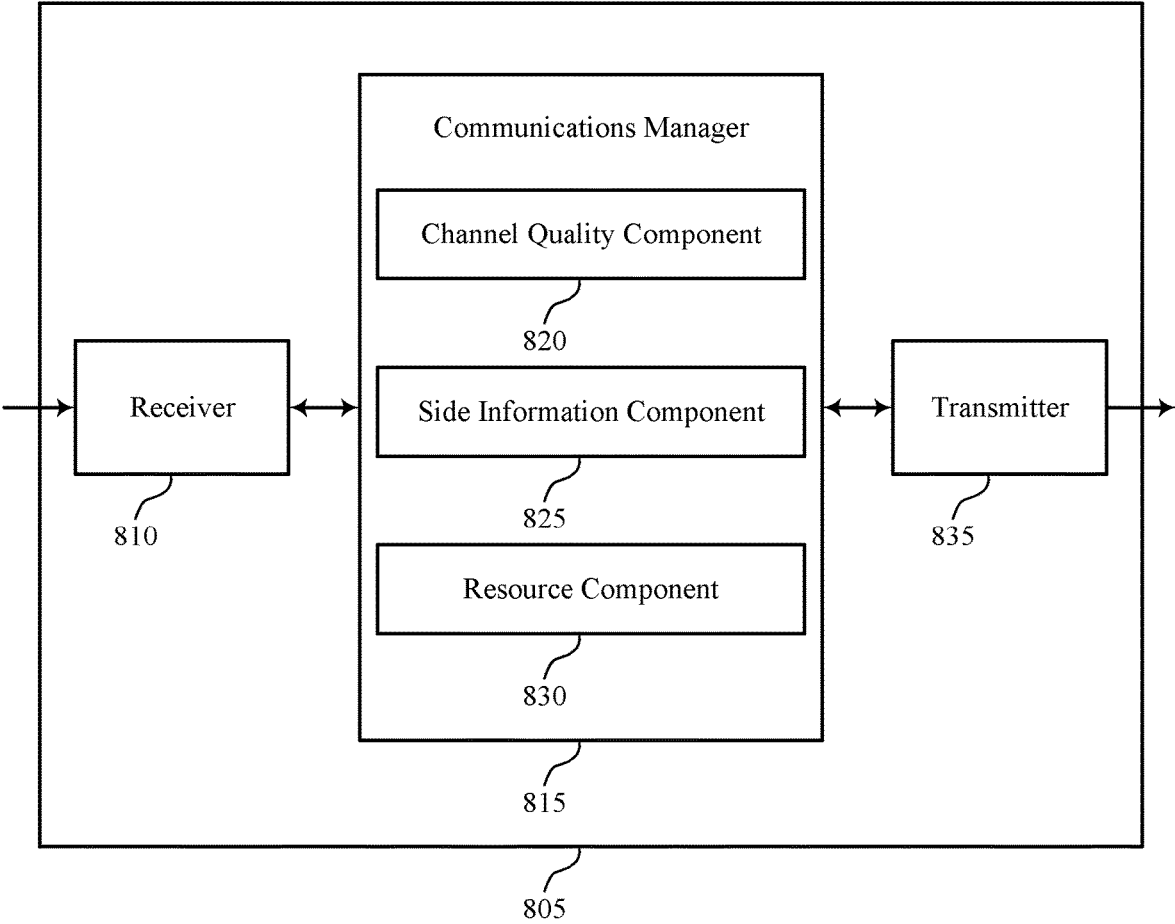 Communications Manager
Channel Quality Component
820
Receiver
810
Side Information Component
825
Transmitter
835
Resource Component
830
815
805